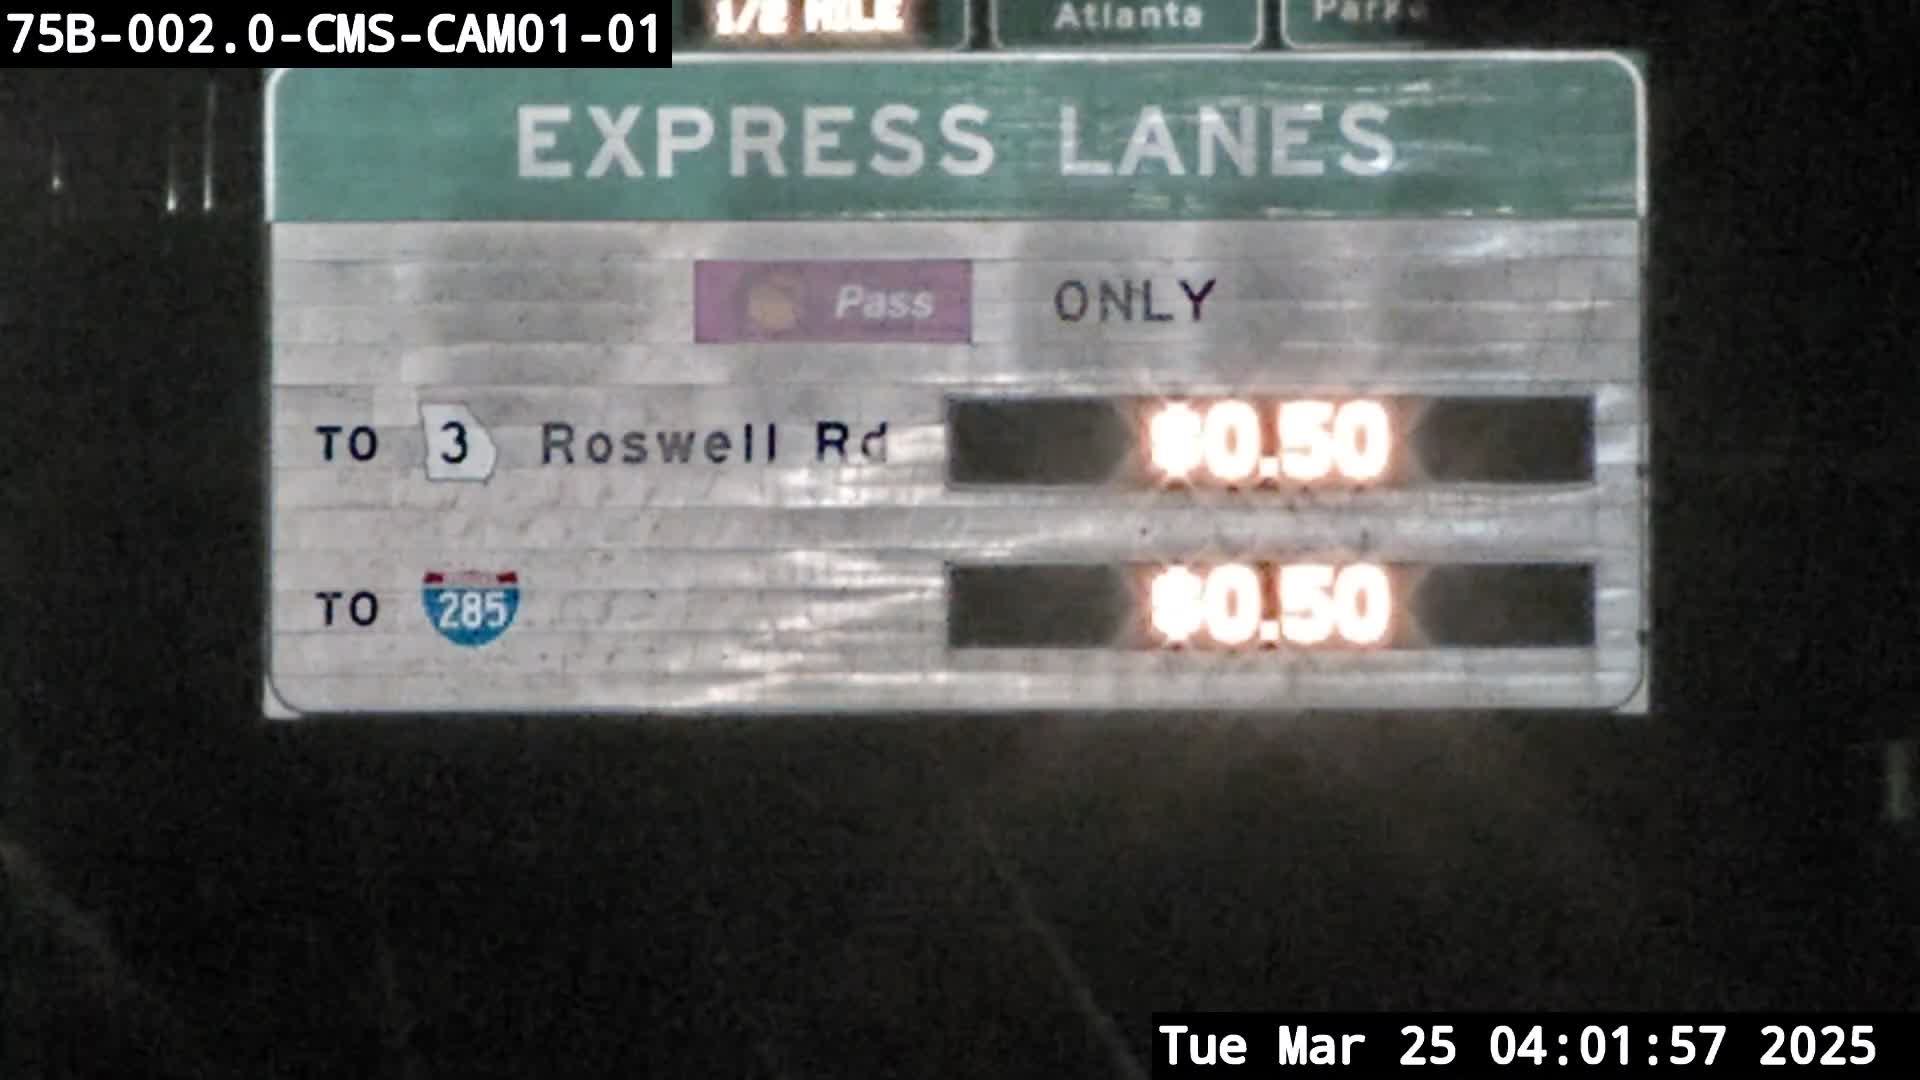 75B-002.0-CMS-CAM01-01
1/2 MILE
Atlanta
EXPRESS LANES
Pass ONLY
TO 3 Roswell Rd $0.50
TO 285 $0.50
Tue Mar 25 04:01:57 2025